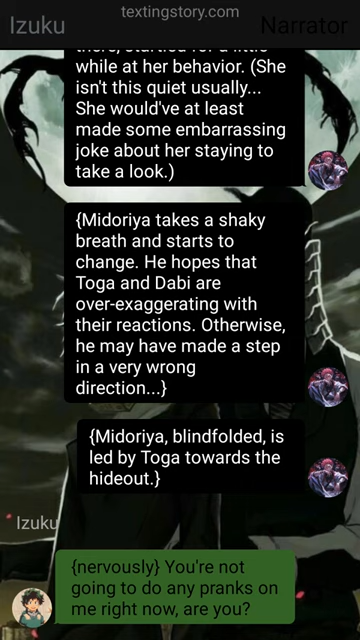 textingstory.com
Izuku
Narrator
there, startled for a little
while at her behavior. (She
isn't this quiet usually...
She would've at least
made some embarrassing
joke about her staying to
take a look.)
{Midoriya takes a shaky
breath and starts to
change. He hopes that
Toga and Dabi are
over-exaggerating with
their reactions. Otherwise,
he may have made a step
in a very wrong
direction...}
{Midoriya, blindfolded, is
led by Toga towards the
hideout.}
Izuku
{nervously} You're not
going to do any pranks on
me right now, are you?